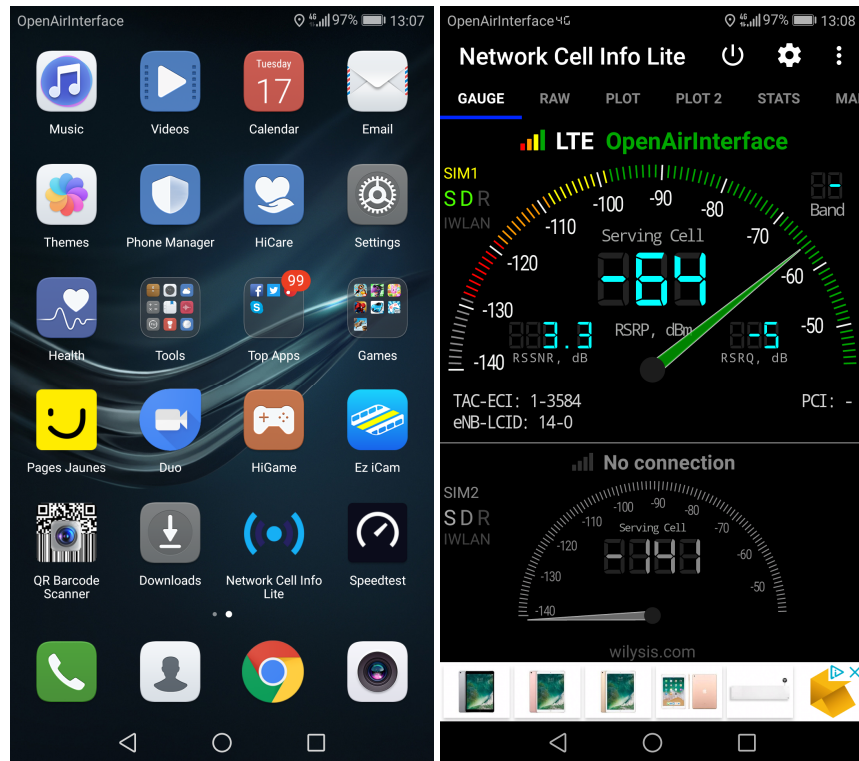 OpenAirInterface 4G 97% 13:07
Tuesday
17
Music Videos Calendar Email
Themes Phone Manager HiCare Settings
99
Health Tools Top Apps Games
Pages Jaunes Duo HiGame Ez iCam
QR Barcode Scanner Downloads Network Cell Info Lite Speedtest
OpenAirInterface 4G 4G 97% 13:08
Network Cell Info Lite
GAUGE RAW PLOT PLOT 2 STATS MA
LTE OpenAirInterface
SIM1
SDR
IWLAN
-
Band
-140 -130 -120 -110 -100 -90 -80 -70 -60 -50
Serving Cell
-64
RSRP, dBm
3.3
RSSNR, dB
-5
RSRQ, dB
TAC-ECI: 1-3584 PCI: -
eNB-LCID: 14-0
No connection
SIM2
SDR
IWLAN
-140 -130 -120 -110 -100 -90 -80 -70 -60 -50
Serving Cell
-141
wilysis.com